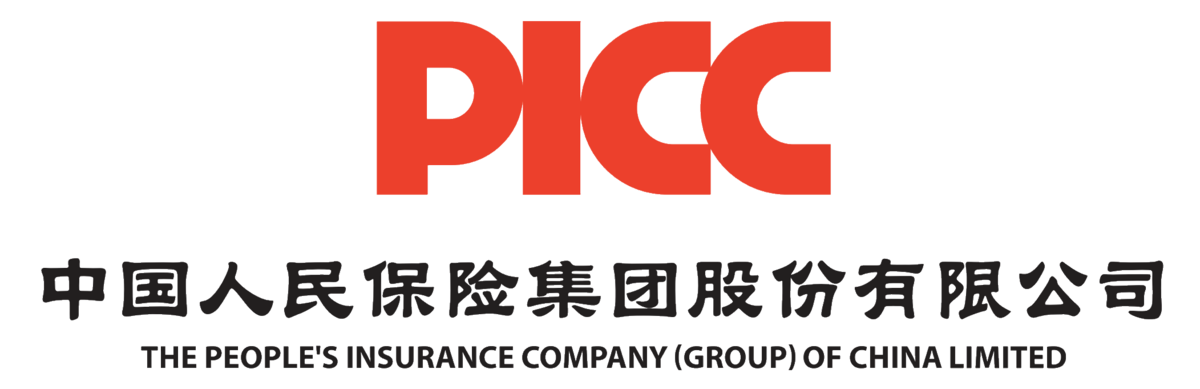 PICC
中国人民保险集团股份有限公司
THE PEOPLE'S INSURANCE COMPANY (GROUP) OF CHINA LIMITED